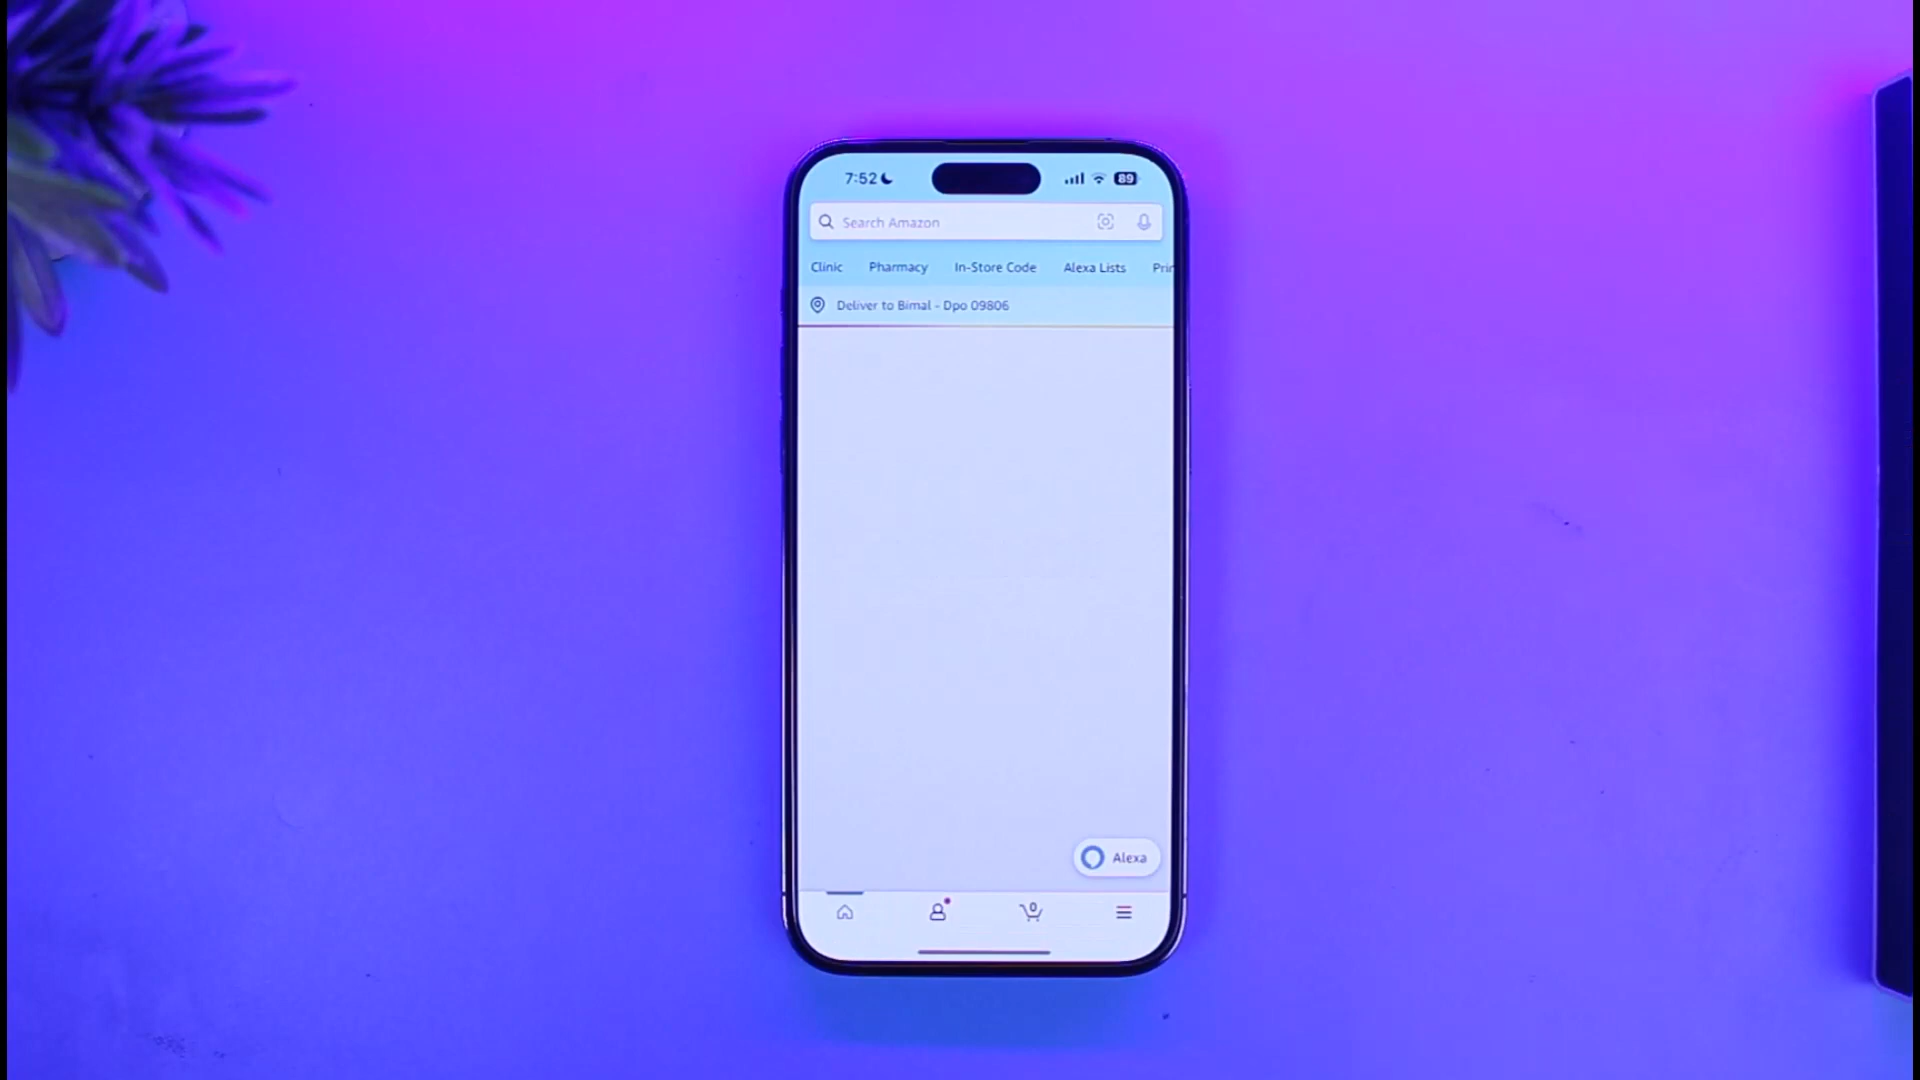 7:52 89
Search Amazon
Clinic Pharmacy In-Store Code Alexa Lists Prin
Deliver to Bimal - Dpo 09806
Alexa
0